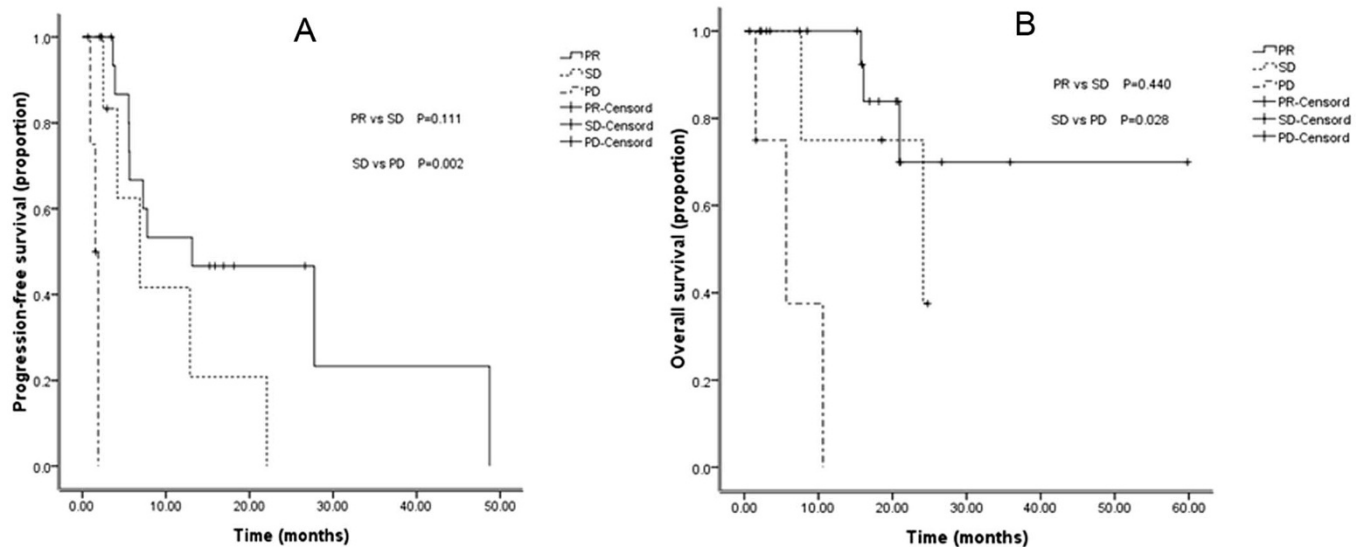 A
Progression-free survival (proportion)
1.0
0.8
0.6
0.4
0.2
0.0
0.00 10.00 20.00 30.00 40.00 50.00
Time (months)
PR vs SD P=0.111
SD vs PD P=0.002
PR
SD
PD
PR-Censord
SD-Censord
PD-Censord
B
Overall survival (proportion)
1.0
0.8
0.6
0.4
0.2
0.0
0.00 10.00 20.00 30.00 40.00 50.00 60.00
Time (months)
PR vs SD P=0.440
SD vs PD P=0.028
PR
SD
PD
PR-Censord
SD-Censord
PD-Censord